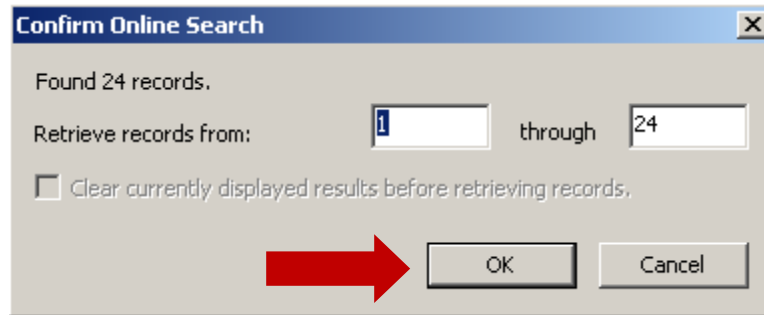 Confirm Online Search
Found 24 records.
Retrieve records from: 1 through 24
Clear currently displayed results before retrieving records.
OK Cancel